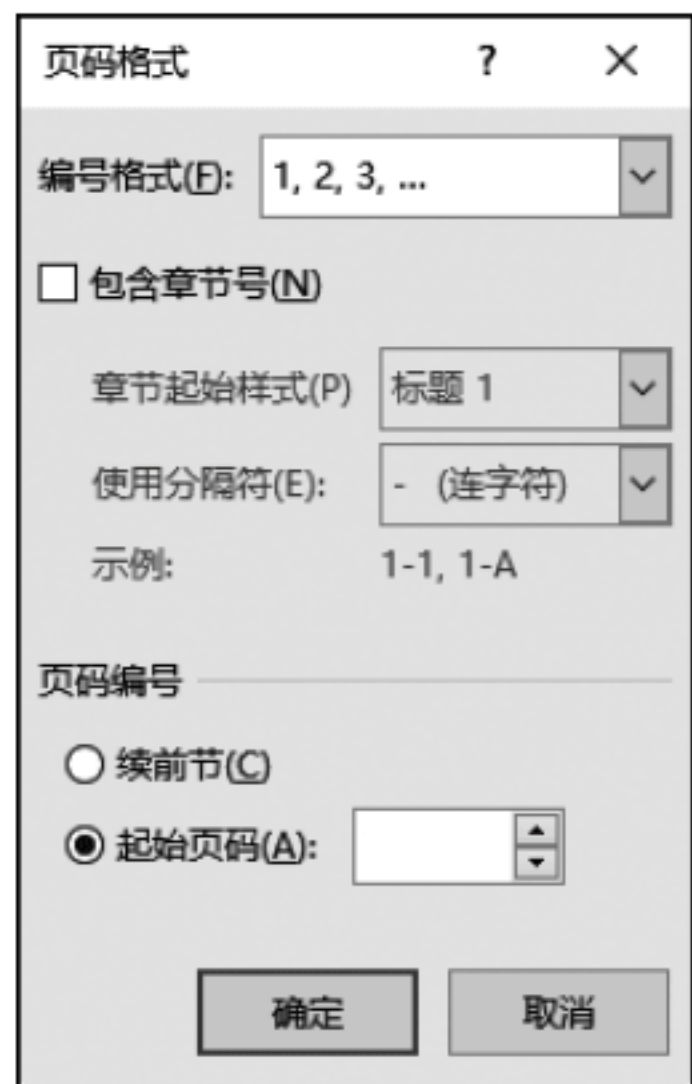 页码格式 ? ×
编号格式(F): 1, 2, 3, ...
包含章节号(N)
章节起始样式(P) 标题 1
使用分隔符(E): - (连字符)
示例: 1-1, 1-A
页码编号
续前节(C)
起始页码(A):
确定 取消